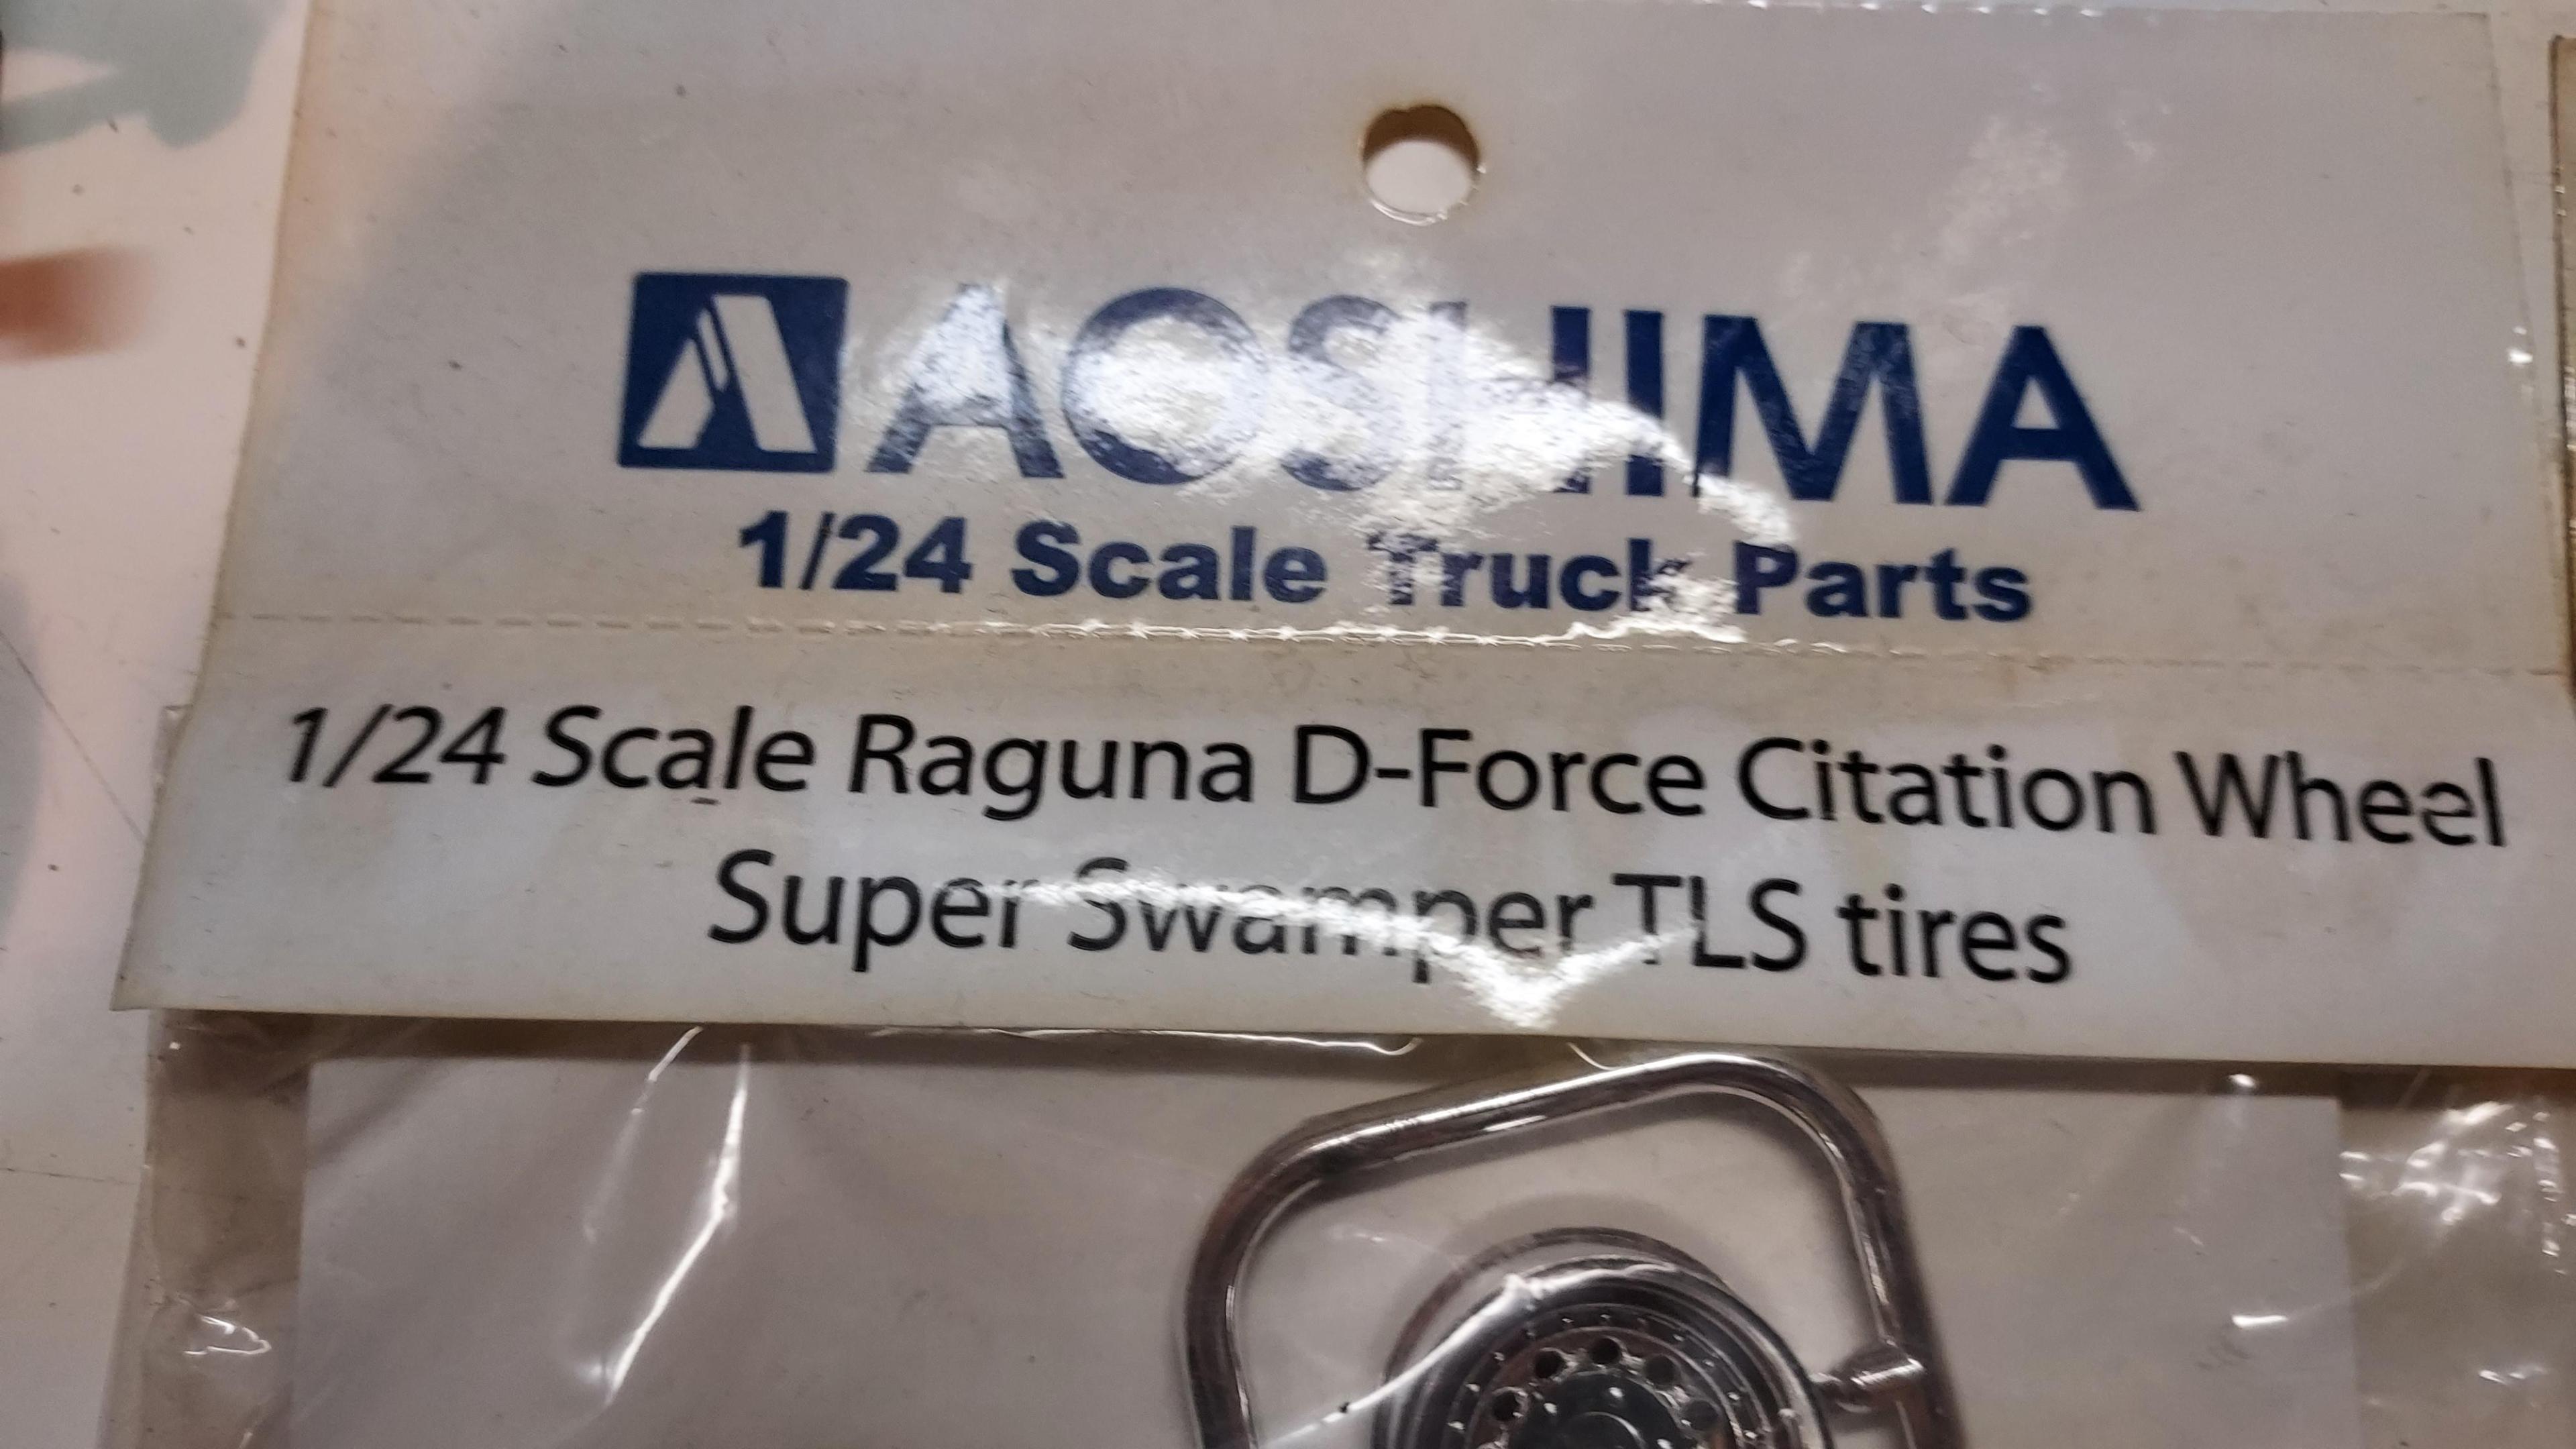 AOSHIMA
1/24 Scale Truck Parts
1/24 Scale Raguna D-Force Citation Wheel
Super Swamper TLS tires